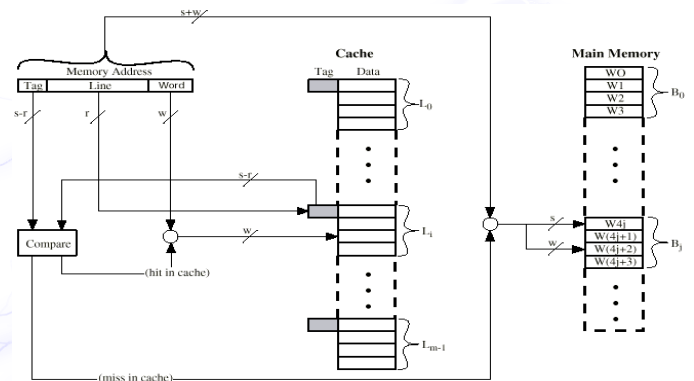 s+w
Cache
Main Memory
Memory Address
Tag Data
Tag Line Word
WO
W1
W2
W3
B0
L0
s-r
r
w
s-r
Compare
w
Li
s
w
W4j
W(4j+1)
W(4j+2)
W(4j+3)
Bj
(hit in cache)
Lm-1
(miss in cache)